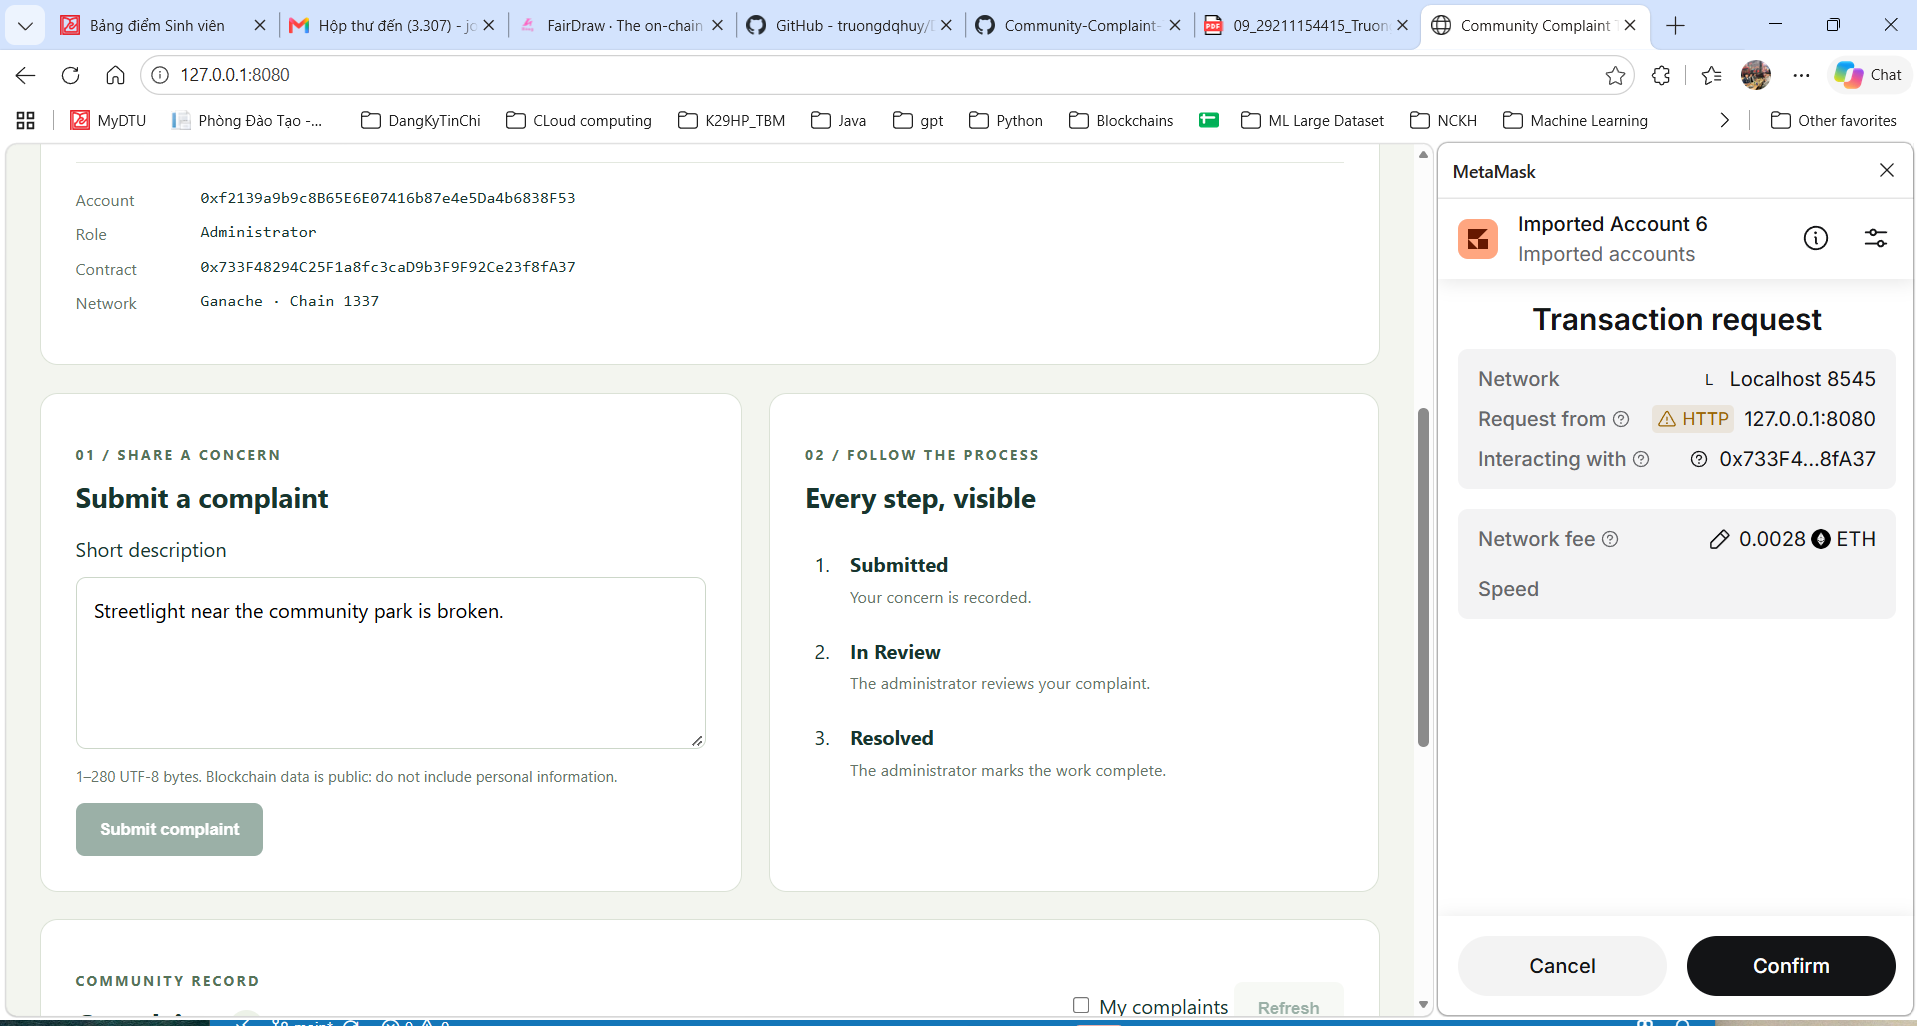 Bảng điểm Sinh viên
Hộp thư đến (3.307) - jo
FairDraw · The on-chain
GitHub - truongdqhuy/D
Community-Complaint-
09_29211154415_Truon
Community Complaint T
127.0.0.1:8080
Chat
MyDTU
Phòng Đào Tạo -...
DangKyTinChi
CLoud computing
K29HP_TBM
Java
gpt
Python
Blockchains
ML Large Dataset
NCKH
Machine Learning
Other favorites
Account 0xf2139a9b9c8B65E6E07416b87e4e5Da4b6838F53
Role Administrator
Contract 0x733F48294C25F1a8fc3caD9b3F9F92Ce23f8fA37
Network Ganache · Chain 1337
01 / SHARE A CONCERN
Submit a complaint
Short description
Streetlight near the community park is broken.
1–280 UTF-8 bytes. Blockchain data is public: do not include personal information.
Submit complaint
02 / FOLLOW THE PROCESS
Every step, visible
1. Submitted
Your concern is recorded.
2. In Review
The administrator reviews your complaint.
3. Resolved
The administrator marks the work complete.
COMMUNITY RECORD
My complaints
Refresh
MetaMask
Imported Account 6
Imported accounts
Transaction request
Network L Localhost 8545
Request from HTTP 127.0.0.1:8080
Interacting with 0x733F4...8fA37
Network fee 0.0028 ETH
Speed
Cancel
Confirm